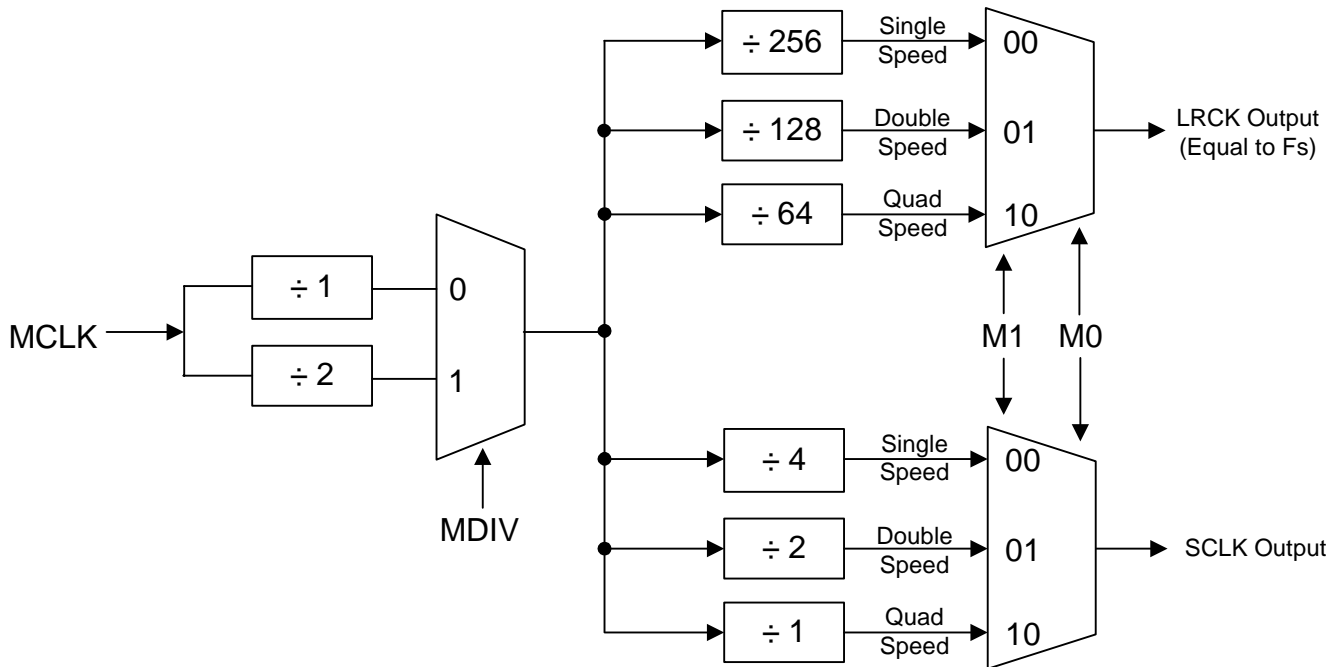 ÷ 256
Single
Speed
00
÷ 128
Double
Speed
01
LRCK Output
(Equal to Fs)
÷ 64
Quad
Speed
10
÷ 1
0
MCLK
÷ 2
1
MDIV
M1
M0
÷ 4
Single
Speed
00
÷ 2
Double
Speed
01
SCLK Output
÷ 1
Quad
Speed
10